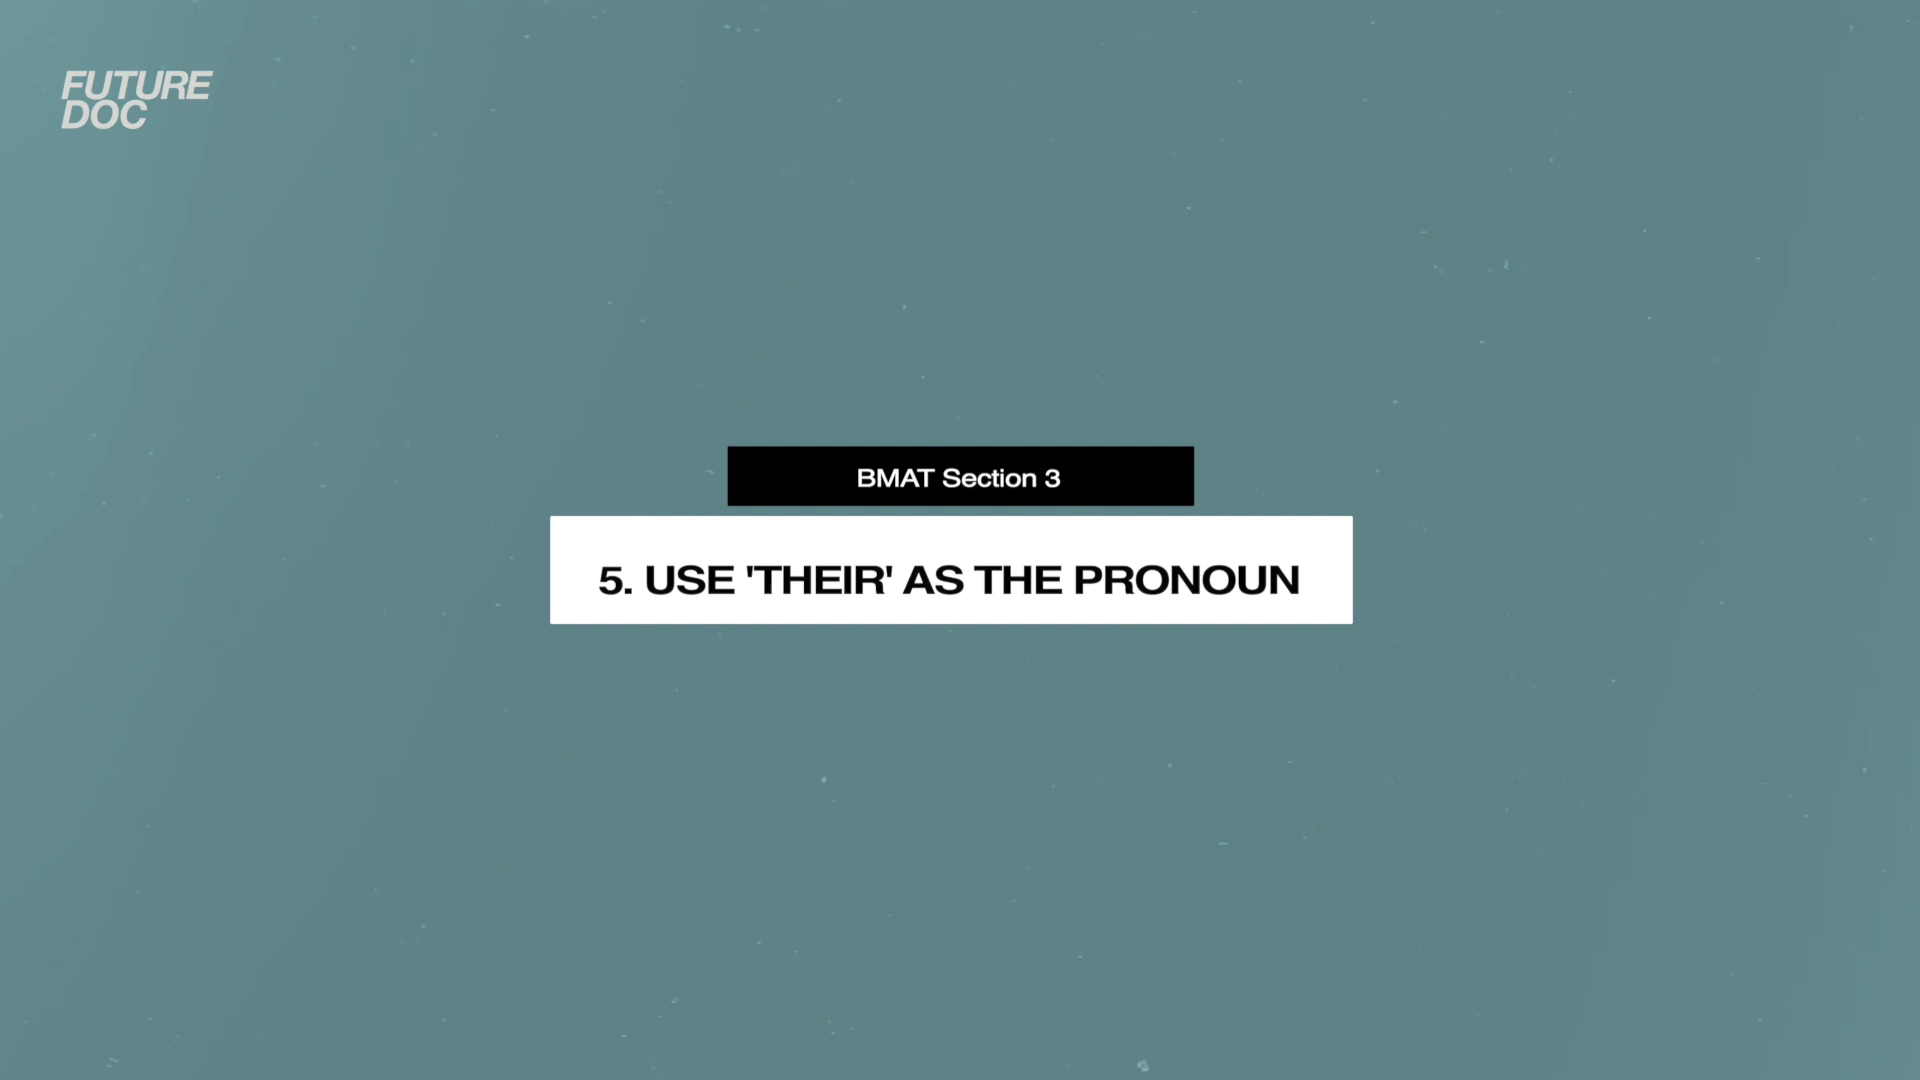 FUTURE
DOC
BMAT Section 3
5. USE 'THEIR' AS THE PRONOUN